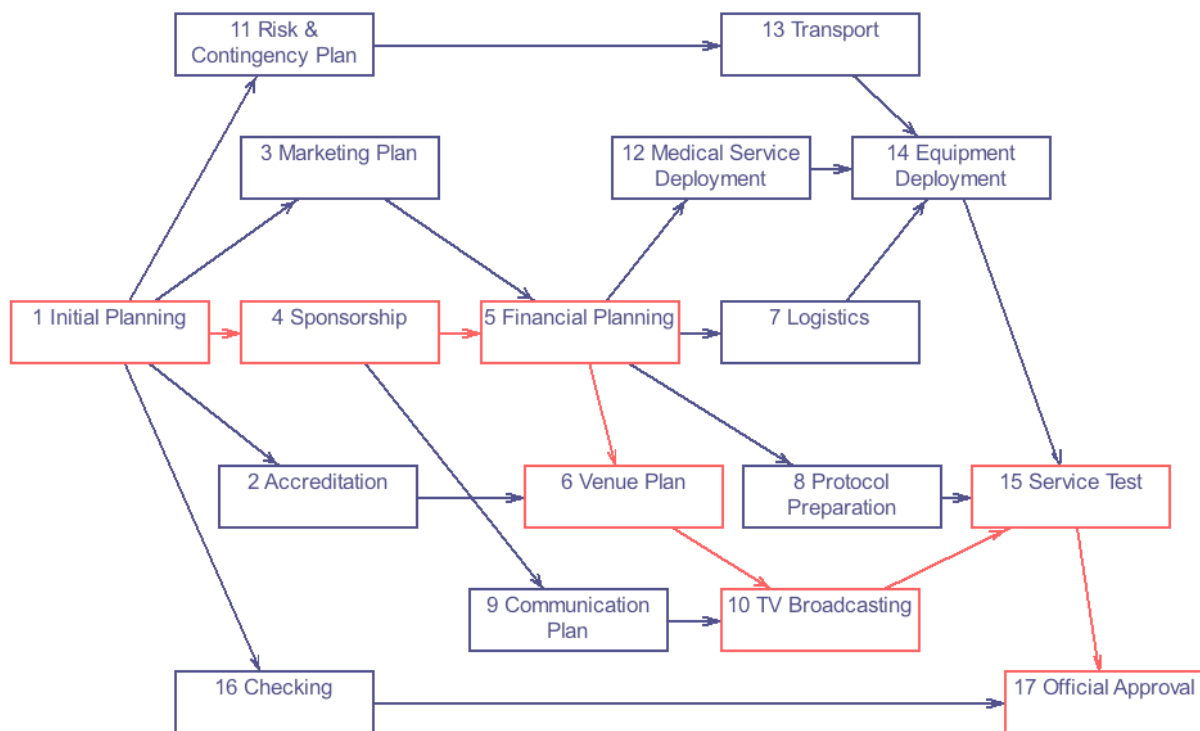 11 Risk &
Contingency Plan
13 Transport
3 Marketing Plan
12 Medical Service
Deployment
14 Equipment
Deployment
1 Initial Planning
4 Sponsorship
5 Financial Planning
7 Logistics
2 Accreditation
6 Venue Plan
8 Protocol
Preparation
15 Service Test
9 Communication
Plan
10 TV Broadcasting
16 Checking
17 Official Approval